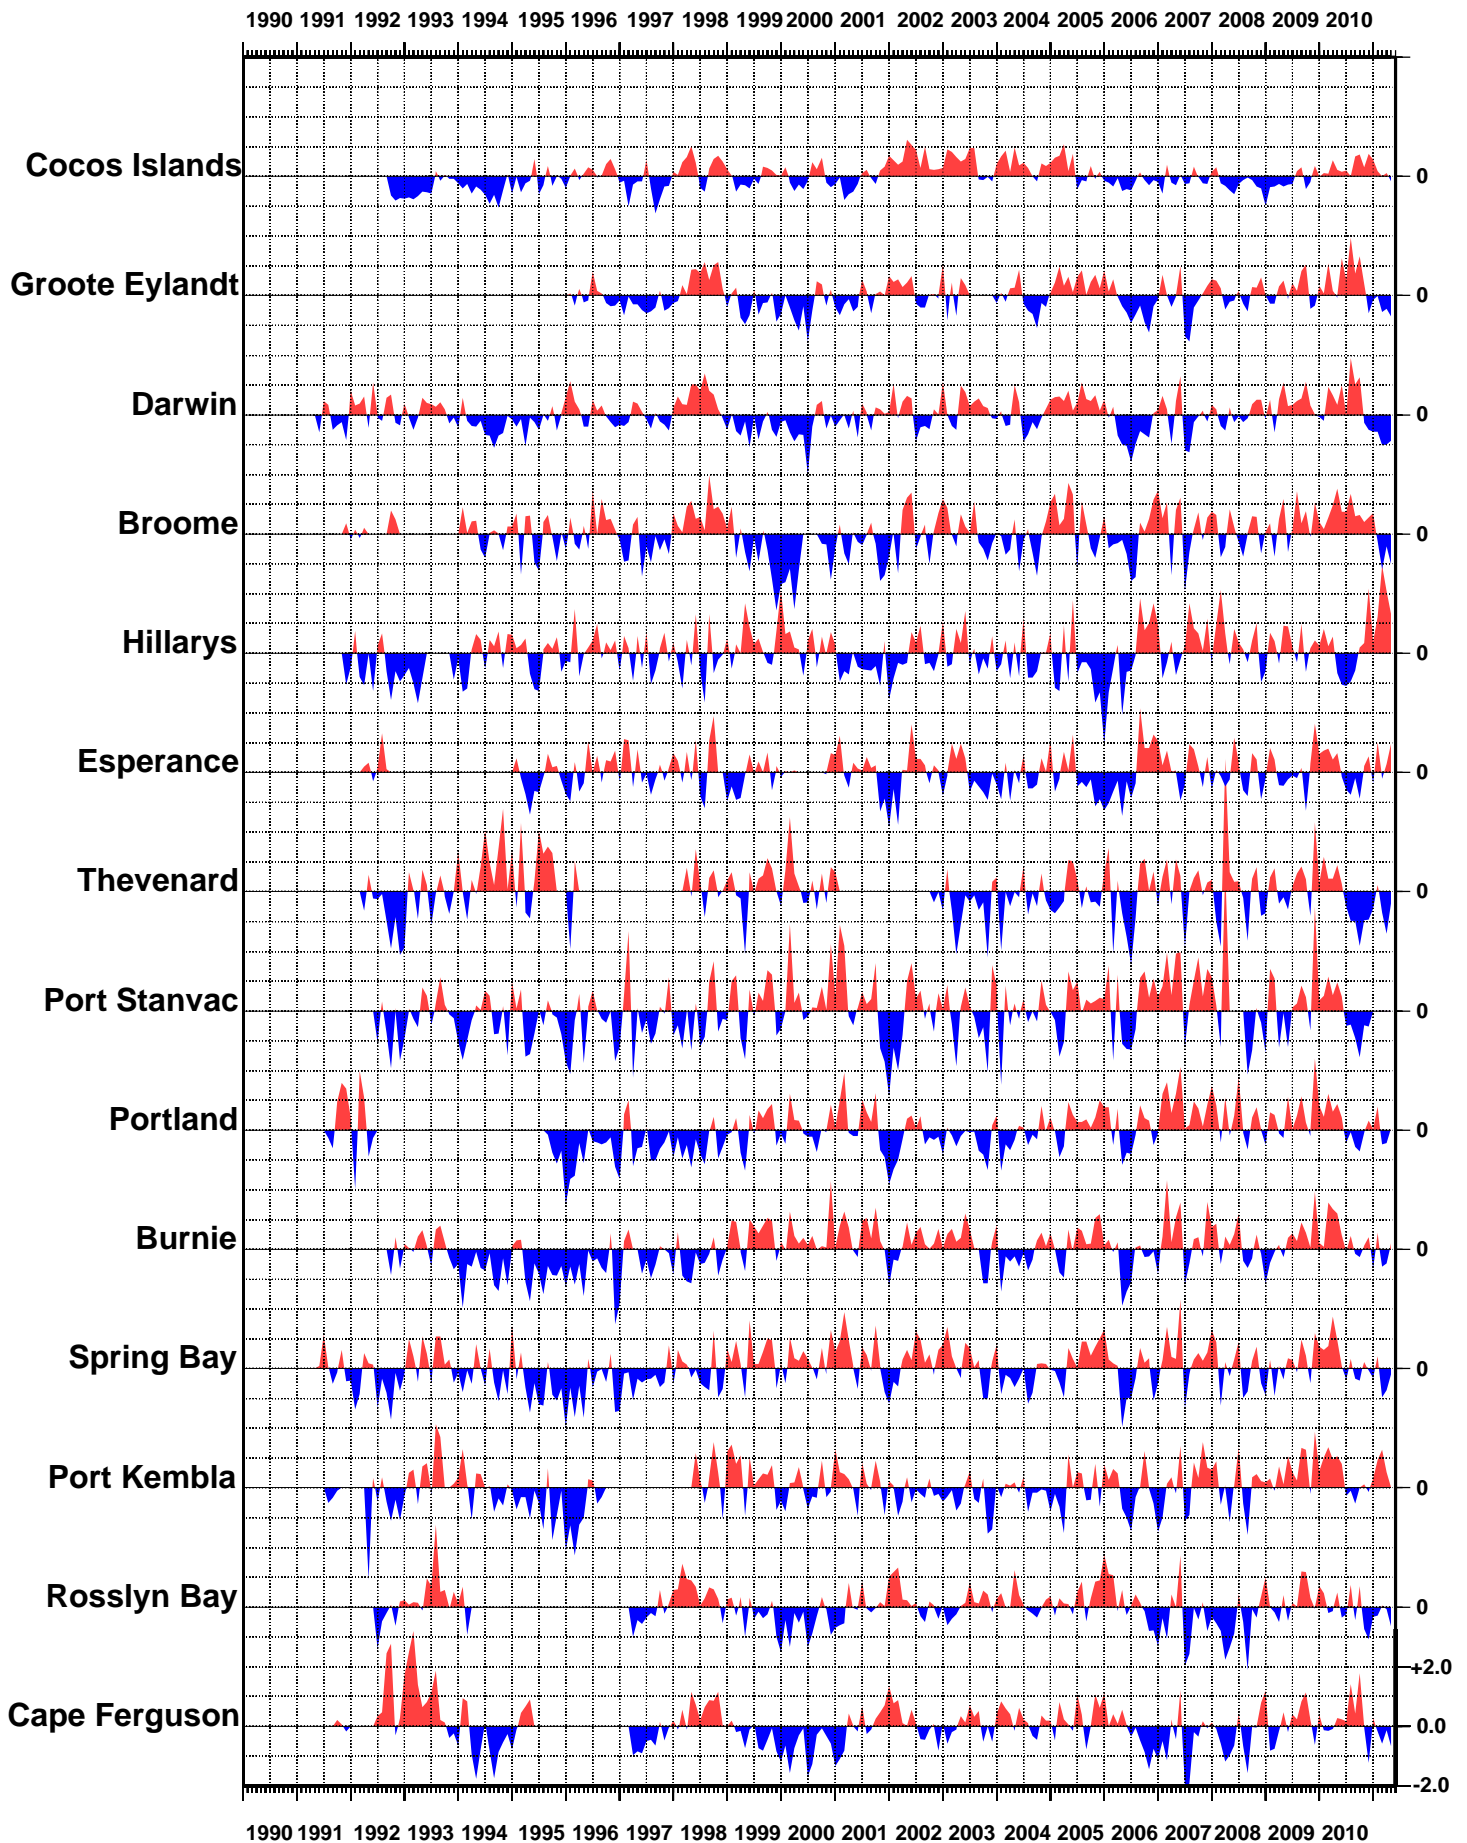 1990 1991 1992 1993 1994 1995 1996 1997 1998 1999 2000 2001 2002 2003 2004 2005 2006 2007 2008 2009 2010
Cocos Islands 0
Groote Eylandt 0
Darwin 0
Broome 0
Hillarys 0
Esperance 0
Thevenard 0
Port Stanvac 0
Portland 0
Burnie 0
Spring Bay 0
Port Kembla 0
Rosslyn Bay 0
+2.0
Cape Ferguson 0.0
-2.0
1990 1991 1992 1993 1994 1995 1996 1997 1998 1999 2000 2001 2002 2003 2004 2005 2006 2007 2008 2009 2010